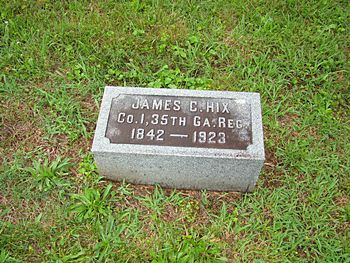 JAMES C. HIX
CO. I, 35TH GA. REG.
1842 — 1923